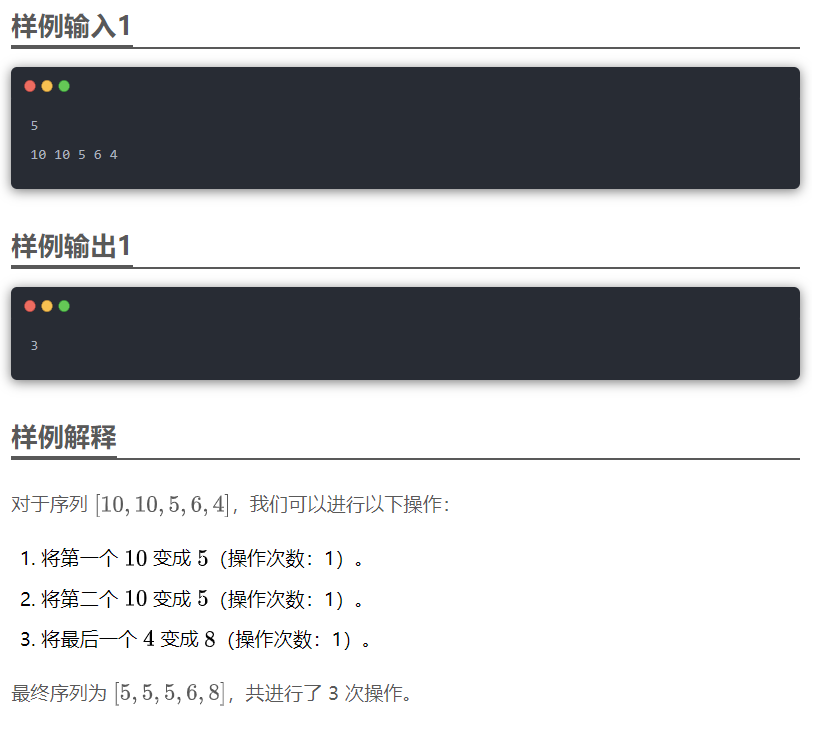 样例输入1
5
10 10 5 6 4
样例输出1
3
样例解释
对于序列 [10, 10, 5, 6, 4]，我们可以进行以下操作：
1. 将第一个 10 变成 5（操作次数：1）。
2. 将第二个 10 变成 5（操作次数：1）。
3. 将最后一个 4 变成 8（操作次数：1）。
最终序列为 [5, 5, 5, 6, 8]，共进行了 3 次操作。